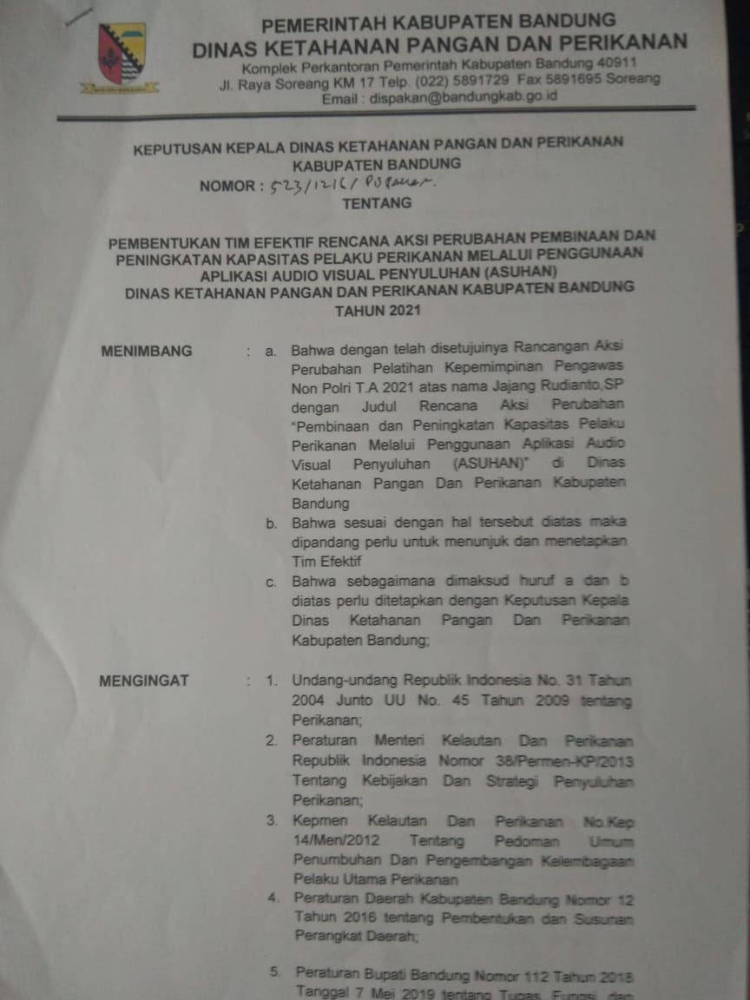 PEMERINTAH KABUPATEN BANDUNG
DINAS KETAHANAN PANGAN DAN PERIKANAN
Komplek Perkantoran Pemerintah Kabupaten Bandung 40911
Jl. Raya Soreang KM 17 Telp. (022) 5891729 Fax 5891695 Soreang
Email : dispakan@bandungkab.go.id
KEPUTUSAN KEPALA DINAS KETAHANAN PANGAN DAN PERIKANAN
KABUPATEN BANDUNG
NOMOR : 523/1216/
TENTANG
PEMBENTUKAN TIM EFEKTIF RENCANA AKSI PERUBAHAN PEMBINAAN DAN
PENINGKATAN KAPASITAS PELAKU PERIKANAN MELALUI PENGGUNAAN
APLIKASI AUDIO VISUAL PENYULUHAN (ASUHAN)
DINAS KETAHANAN PANGAN DAN PERIKANAN KABUPATEN BANDUNG
TAHUN 2021
MENIMBANG : a. Bahwa dengan telah disetujuinya Rancangan Aksi
Perubahan Pelatihan Kepemimpinan Pengawas
Non Polri T.A 2021 atas nama Jajang Rudianto,SP
dengan Judul Rencana Aksi Perubahan
“Pembinaan dan Peningkatan Kapasitas Pelaku
Perikanan Melalui Penggunaan Aplikasi Audio
Visual Penyuluhan (ASUHAN)” di Dinas
Ketahanan Pangan Dan Perikanan Kabupaten
Bandung
b. Bahwa sesuai dengan hal tersebut diatas maka
dipandang perlu untuk menunjuk dan menetapkan
Tim Efektif
c. Bahwa sebagaimana dimaksud huruf a dan b
diatas perlu ditetapkan dengan Keputusan Kepala
Dinas Ketahanan Pangan Dan Perikanan
Kabupaten Bandung;
MENGINGAT : 1. Undang-undang Republik Indonesia No. 31 Tahun
2004 Junto UU No. 45 Tahun 2009 tentang
Perikanan;
2. Peraturan Menteri Kelautan Dan Perikanan
Republik Indonesia Nomor 38/Permen-KP/2013
Tentang Kebijakan Dan Strategi Penyuluhan
Perikanan;
3. Kepmen Kelautan Dan Perikanan No.Kep
14/Men/2012 Tentang Pedoman Umum
Penumbuhan Dan Pengembangan Kelembagaan
Pelaku Utama Perikanan
4. Peraturan Daerah Kabupaten Bandung Nomor 12
Tahun 2016 tentang Pembentukan dan Susunan
Perangkat Daerah;
5. Peraturan Bupati Bandung Nomor 112 Tahun 2018
Tanggal 7 Mei 2019 tentang Tugas, Fungsi, dan